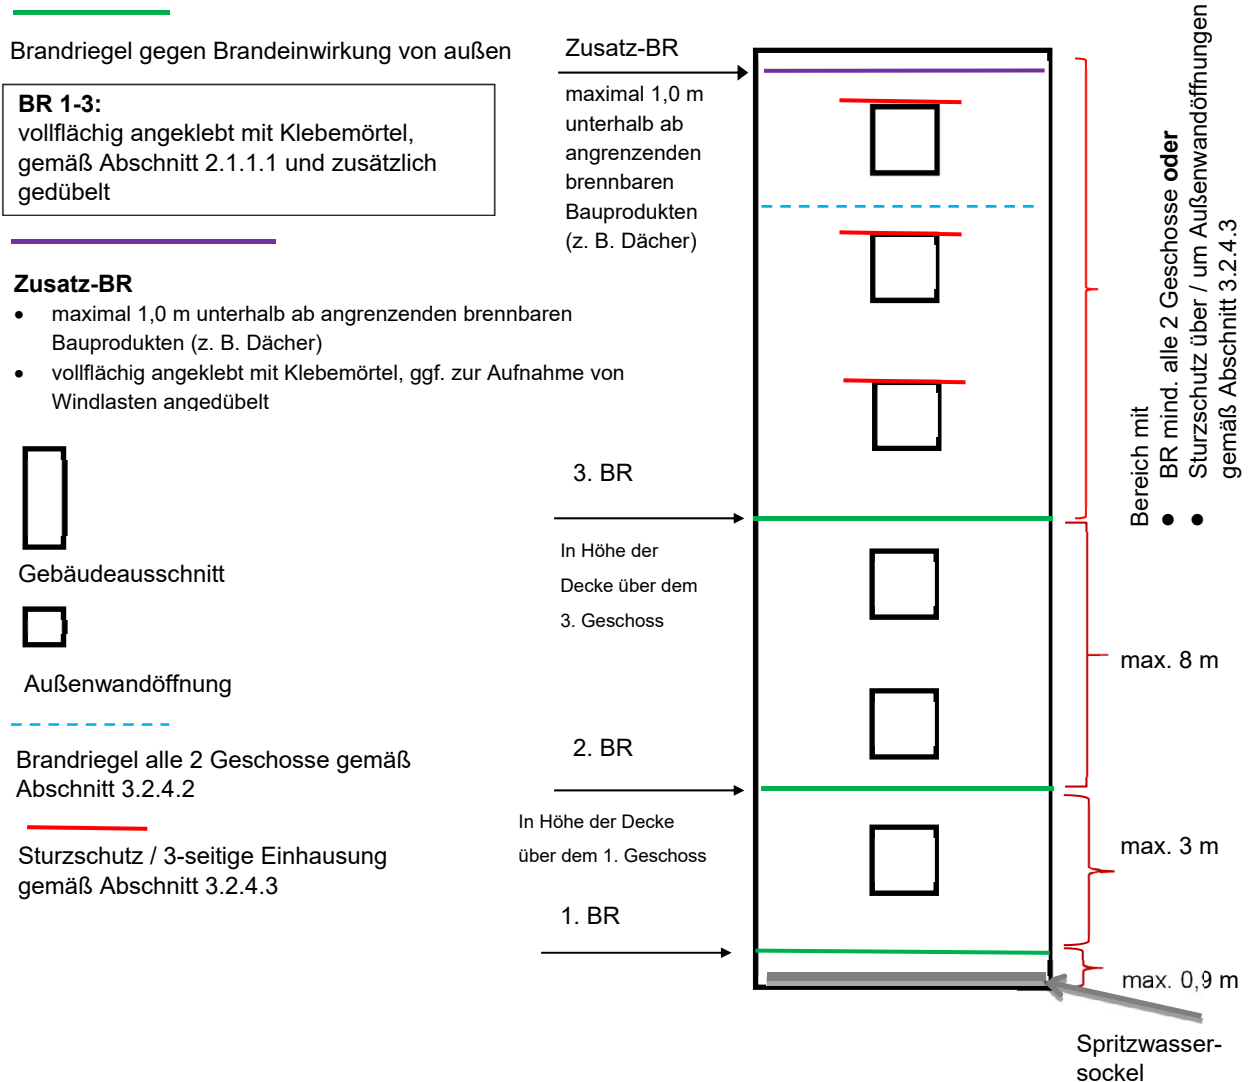 Brandriegel gegen Brandeinwirkung von außen
BR 1-3:
vollflächig angeklebt mit Klebemörtel,
gemäß Abschnitt 2.1.1.1 und zusätzlich
gedübelt
Zusatz-BR
• maximal 1,0 m unterhalb ab angrenzenden brennbaren
Bauprodukten (z. B. Dächer)
• vollflächig angeklebt mit Klebemörtel, ggf. zur Aufnahme von
Windlasten angedübelt
Gebäudeausschnitt
Außenwandöffnung
Brandriegel alle 2 Geschosse gemäß
Abschnitt 3.2.4.2
Sturzschutz / 3-seitige Einhausung
gemäß Abschnitt 3.2.4.3
Zusatz-BR
maximal 1,0 m
unterhalb ab
angrenzenden
brennbaren
Bauprodukten
(z. B. Dächer)
3. BR
In Höhe der
Decke über dem
3. Geschoss
2. BR
In Höhe der Decke
über dem 1. Geschoss
1. BR
Bereich mit
• BR mind. alle 2 Geschosse oder
• Sturzschutz über / um Außenwandöffnungen
gemäß Abschnitt 3.2.4.3
max. 8 m
max. 3 m
max. 0,9 m
Spritzwasser-
sockel